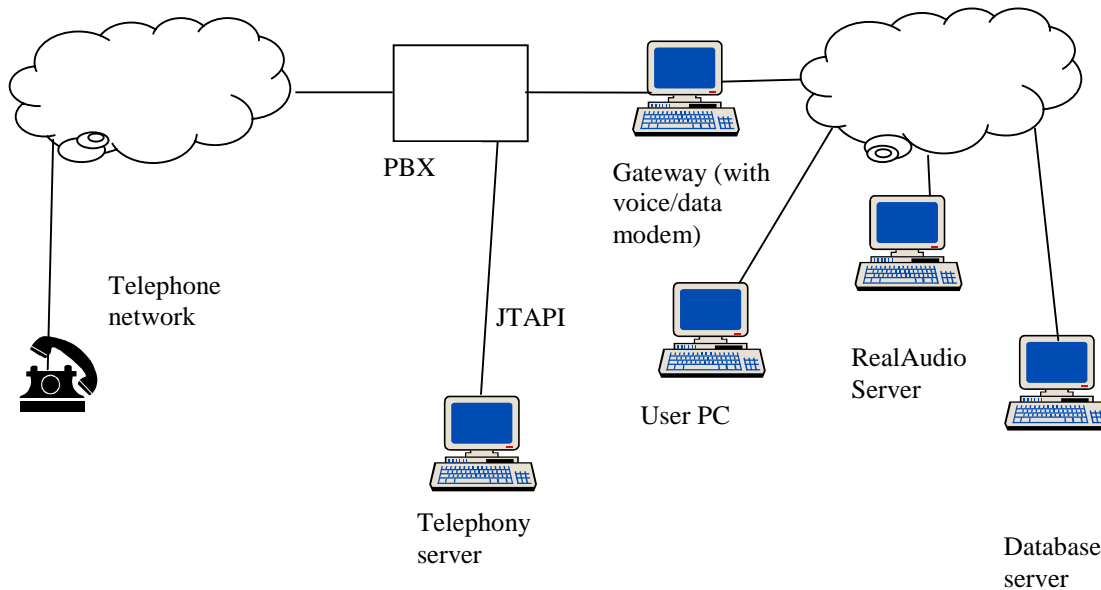 PBX
Gateway (with
voice/data
modem)
Telephone
network
JTAPI
RealAudio
Server
User PC
Telephony
server
Database
server